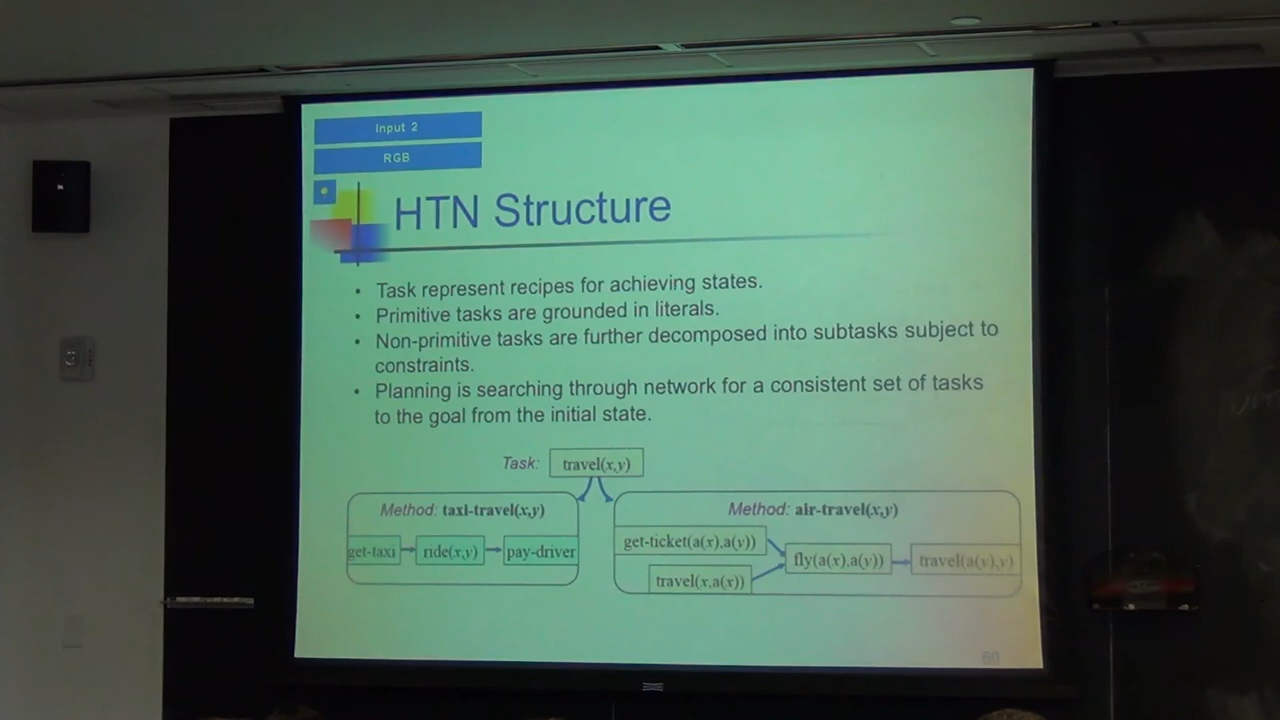 Input 2
RGB
HTN Structure
• Task represent recipes for achieving states.
• Primitive tasks are grounded in literals.
• Non-primitive tasks are further decomposed into subtasks subject to
constraints.
• Planning is searching through network for a consistent set of tasks
to the goal from the initial state.
Task: travel(x,y)
Method: taxi-travel(x,y)
get-taxi ride(x,y) pay-driver
Method: air-travel(x,y)
get-ticket(a(x),a(y))
fly(a(x),a(y)) travel(a(y),y)
travel(x,a(x))
60